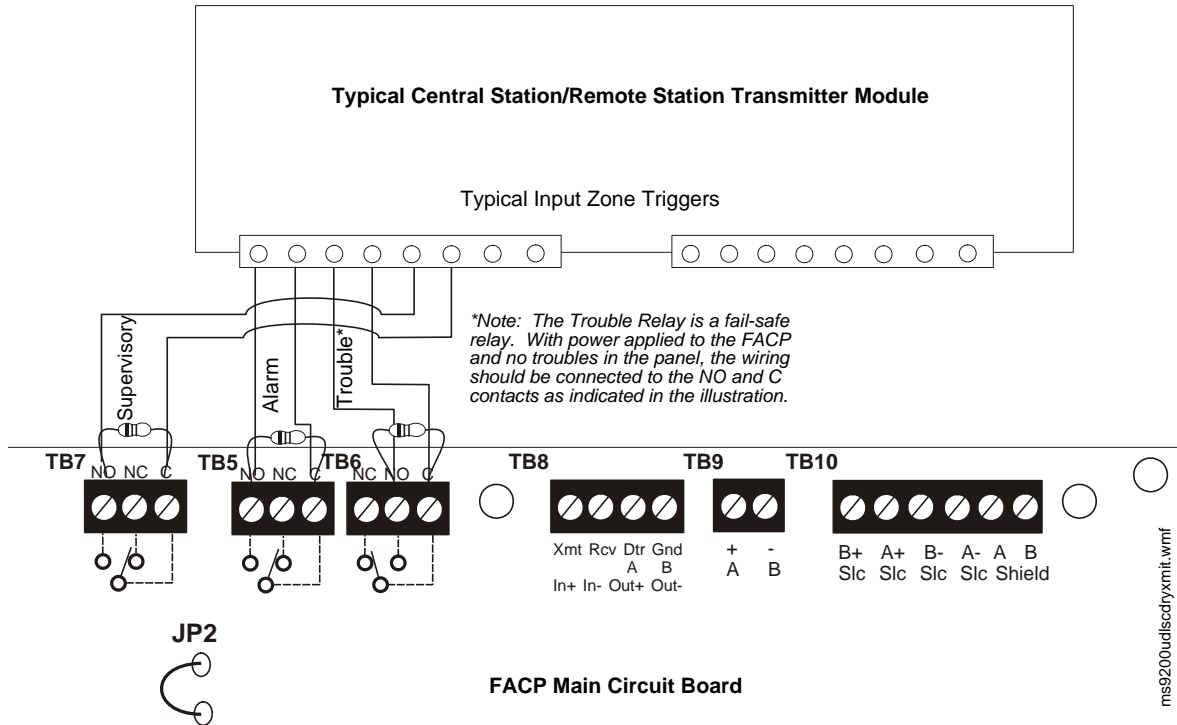 Typical Central Station/Remote Station Transmitter Module
Typical Input Zone Triggers
*Note: The Trouble Relay is a fail-safe
relay. With power applied to the FACP
and no troubles in the panel, the wiring
should be connected to the NO and C
contacts as indicated in the illustration.
Supervisory
Alarm
Trouble*
TB7 TB5 TB6 TB8 TB9 TB10
NO NC C NO NC C NC NO C
Xmt Rcv Dtr Gnd
A B
In+ In- Out+ Out-
+ -
A B
B+ A+ B- A- A B
Slc Slc Slc Slc Shield
JP2
FACP Main Circuit Board
ms9200udlscdryxmit.wmf